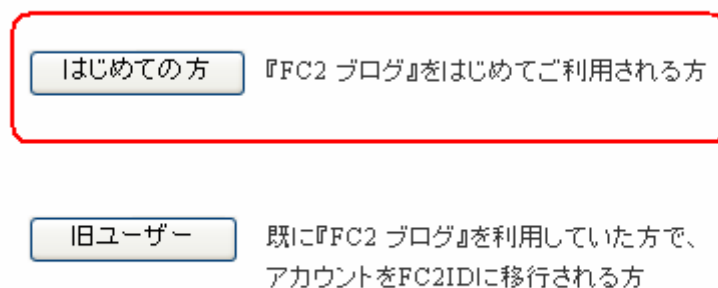 はじめての方 『FC2 ブログ』をはじめてご利用される方
旧ユーザー 既に『FC2 ブログ』を利用していた方で、
アカウントをFC2IDに移行される方